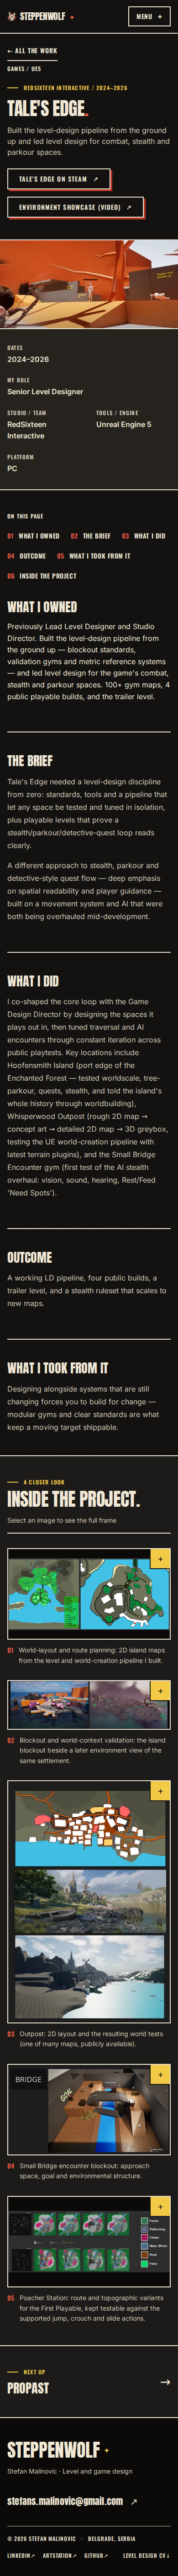 STEPPENWOLF
MENU +
← ALL THE WORK
GAMES / UE5
REDSIXTEEN INTERACTIVE / 2024–2026
TALE'S EDGE.
Built the level-design pipeline from the ground
up and led level design for combat, stealth and
parkour spaces.
TALE'S EDGE ON STEAM ↗
ENVIRONMENT SHOWCASE (VIDEO) ↗
DATES
2024–2026
MY ROLE
Senior Level Designer
STUDIO / TEAM
RedSixteen
Interactive
TOOLS / ENGINE
Unreal Engine 5
PLATFORM
PC
ON THIS PAGE
01 WHAT I OWNED 02 THE BRIEF 03 WHAT I DID
04 OUTCOME 05 WHAT I TOOK FROM IT
06 INSIDE THE PROJECT
WHAT I OWNED
Previously Lead Level Designer and Studio
Director. Built the level-design pipeline from
the ground up — blockout standards,
validation gyms and metric reference systems
— and led level design for the game's combat,
stealth and parkour spaces. 100+ gym maps, 4
public playable builds, and the trailer level.
THE BRIEF
Tale's Edge needed a level-design discipline
from zero: standards, tools and a pipeline that
let any space be tested and tuned in isolation,
plus playable levels that prove a
stealth/parkour/detective-quest loop reads
clearly.
A different approach to stealth, parkour and
detective-style quest flow — deep emphasis
on spatial readability and player guidance —
built on a movement system and AI that were
both being overhauled mid-development.
WHAT I DID
I co-shaped the core loop with the Game
Design Director by designing the spaces it
plays out in, then tuned traversal and AI
encounters through constant iteration across
public playtests. Key locations include
Hoofensmith Island (port edge of the
Enchanted Forest — tested worldscale, tree-
parkour, quests, stealth, and told the island's
whole history through worldbuilding),
Whisperwood Outpost (rough 2D map →
concept art → detailed 2D map → 3D greybox,
testing the UE world-creation pipeline with
latest terrain plugins), and the Small Bridge
Encounter gym (first test of the AI stealth
overhaul: vision, sound, hearing, Rest/Feed
'Need Spots').
OUTCOME
A working LD pipeline, four public builds, a
trailer level, and a stealth ruleset that scales to
new maps.
WHAT I TOOK FROM IT
Designing alongside systems that are still
changing forces you to build for change —
modular gyms and clear standards are what
keep a moving target shippable.
A CLOSER LOOK
INSIDE THE PROJECT.
Select an image to see the full frame
+
01 World-layout and route planning: 2D island maps
from the level and world-creation pipeline I built.
+
02 Blockout and world-context validation: the island
blockout beside a later environment view of the
same settlement.
+
03 Outpost: 2D layout and the resulting world tests
(one of many maps, publicly available).
BRIDGE
GOAL
+
04 Small Bridge encounter blockout: approach
space, goal and environmental structure.
+
05 Poacher Station: route and topographic variants
for the First Playable, kept testable against the
supported jump, crouch and slide actions.
NEXT UP
PROPAST
→
STEPPENWOLF
Stefan Malinovic · Level and game design
stefans.malinovic@gmail.com ↗
© 2026 STEFAN MALINOVIC · BELGRADE, SERBIA
LINKEDIN↗ ARTSTATION↗ GITHUB↗ LEVEL DESIGN CV↓